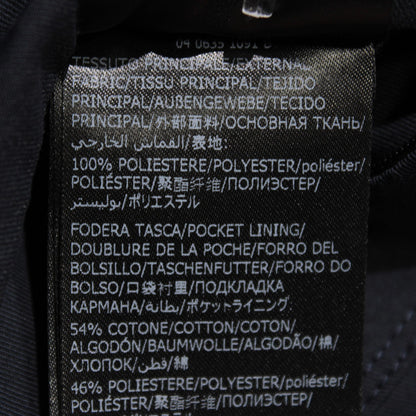 04 0635 1091 C
TESSUTO PRINCIPALE/EXTERNAL
FABRIC/TISSU PRINCIPAL/TEJIDO
PRINCIPAL/AUßENGEWEBE/TECIDO
PRINCIPAL/外部面料/ОСНОВНАЯ ТКАНЬ/
القماس الخارجي/表地:
100% POLIESTERE/POLYESTER/poliéster/
POLIÉSTER/聚酯纤维/ПОЛИЭСТЕР/
بوليستر/ポリエステル
FODERA TASCA/POCKET LINING/
DOUBLURE DE LA POCHE/FORRO DEL
BOLSILLO/TASCHENFUTTER/FORRO DO
BOLSO/口袋衬里/ПОДКЛАДКА
КАРМАНА/بطانة/ポケットライニング:
54% COTONE/COTTON/COTON/
ALGODÓN/BAUMWOLLE/ALGODÃO/棉/
ХЛОПОК/قطن/綿
46% POLIESTERE/POLYESTER/poliéster/
POLIÉSTER/聚酯纤维/ПОЛИЭСТЕР/